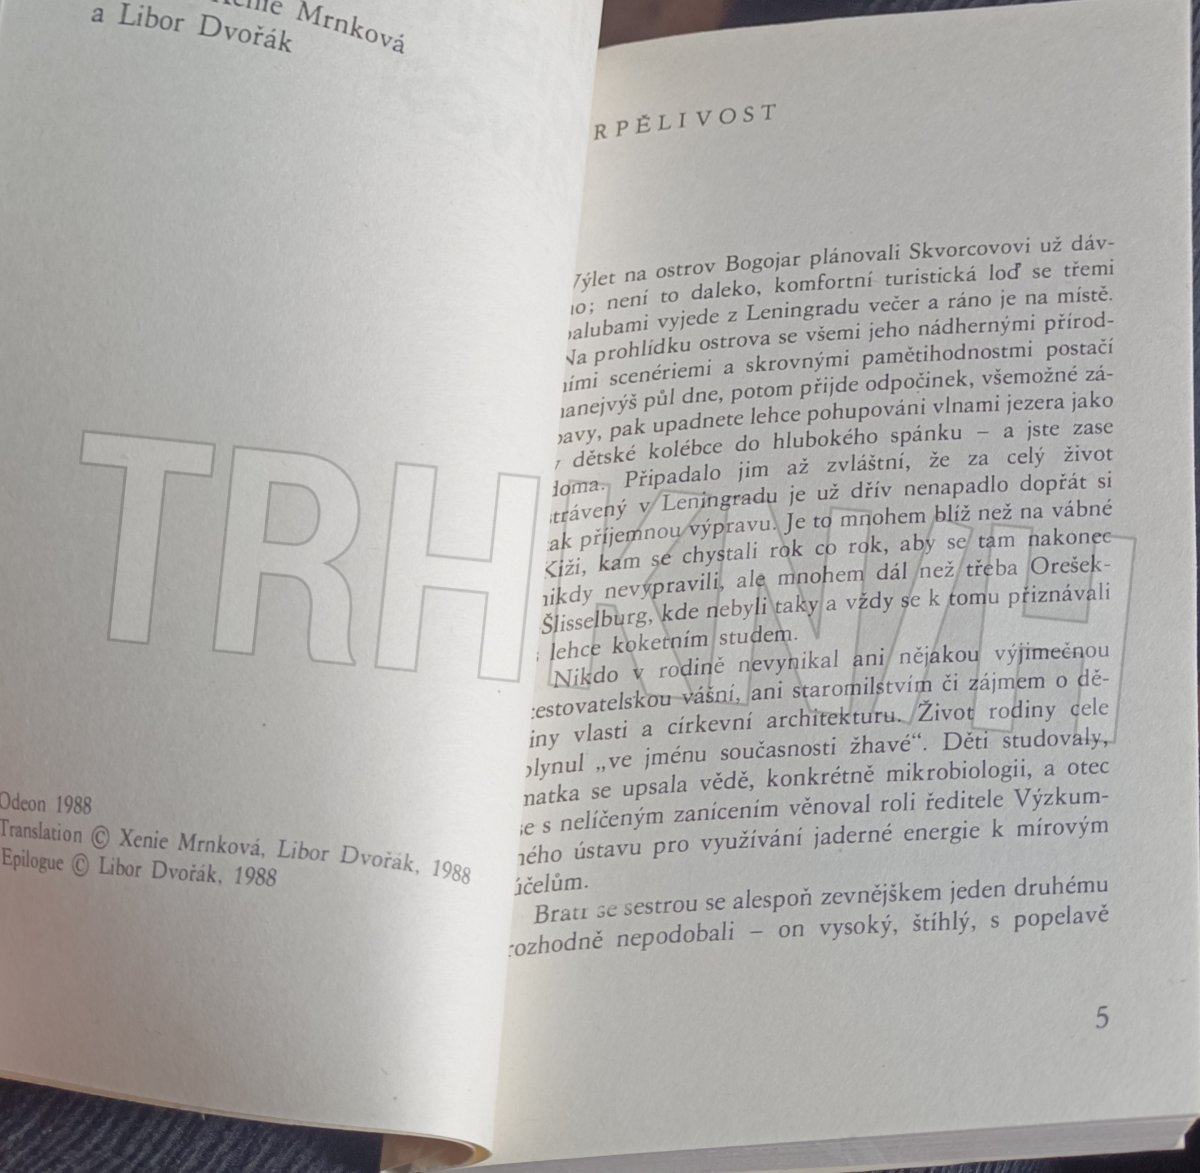 Xenie Mrnková
a Libor Dvořák
Odeon 1988
Translation © Xenie Mrnková, Libor Dvořák, 1988
Epilogue © Libor Dvořák, 1988
RPĚLIVOST
Výlet na ostrov Bogojar plánovali Skvorcovovi už dáv-
no; není to daleko, komfortní turistická loď se třemi
palubami vyjede z Leningradu večer a ráno je na místě.
Na prohlídku ostrova se všemi jeho nádhernými přírod-
ními scenériemi a skrovnými pamětihodnostmi postačí
nanejvýš půl dne, potom přijde odpočinek, všemožné zá-
bavy, pak upadnete lehce pohupováni vlnami jezera jako
v dětské kolébce do hlubokého spánku – a jste zase
doma. Připadalo jim až zvláštní, že za celý život
strávený v Leningradu je už dřív nenapadlo dopřát si
tak příjemnou výpravu. Je to mnohem blíž než na vábné
Kiži, kam se chystali rok co rok, aby se tam nakonec
nikdy nevypravili, ale mnohem dál než třeba Orešek-
Šlisselburg, kde nebyli taky a vždy se k tomu přiznávali
s lehce koketním studem.
Nikdo v rodině nevynikal ani nějakou výjimečnou
cestovatelskou vášní, ani staromilstvím či zájmem o dě-
jiny vlasti a církevní architekturu. Život rodiny cele
plynul „ve jménu současnosti žhavé“. Děti studovaly,
matka se upsala vědě, konkrétně mikrobiologii, a otec
se s nelíčeným zanícením věnoval roli ředitele Výzkum-
ného ústavu pro využívání jaderné energie k mírovým
účelům.
Bratr se sestrou se alespoň zevnějškem jeden druhému
rozhodně nepodobali – on vysoký, štíhlý, s popelavě
5
TRHKNIH